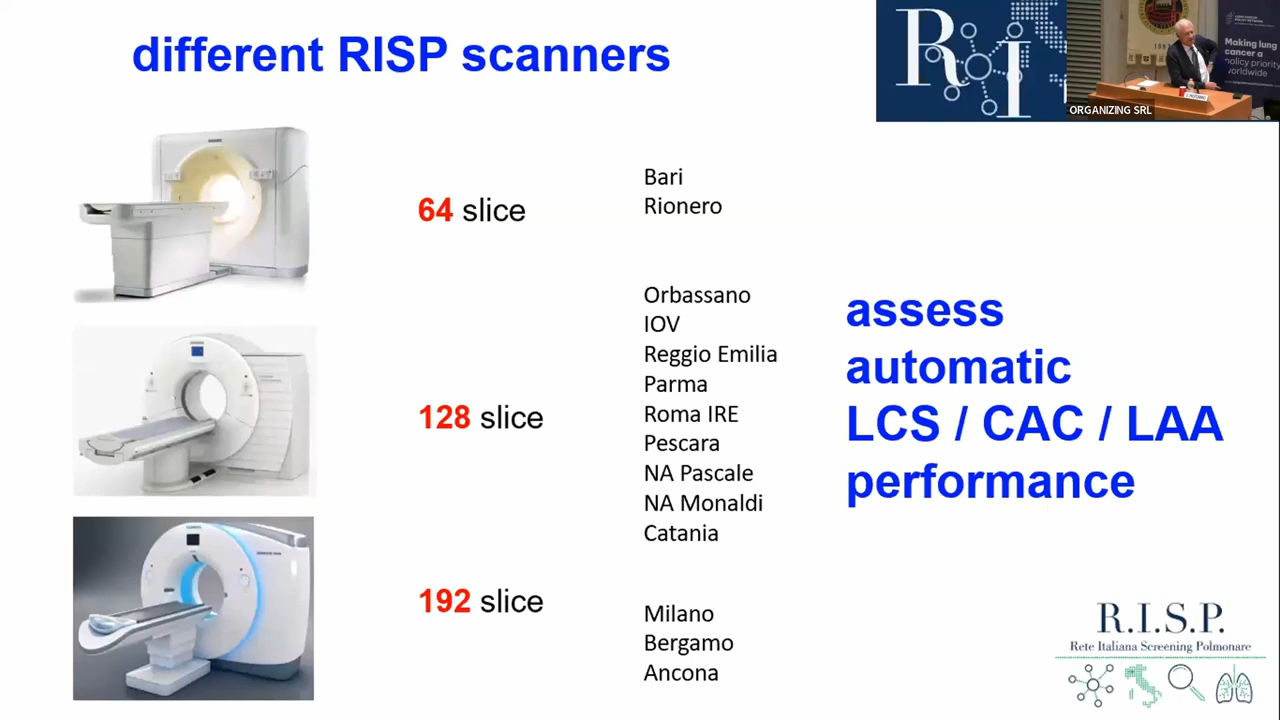 different RISP scanners
R I
Making lung
cancer a
policy priority
worldwide
ORGANIZING SRL
64 slice
Bari
Rionero
128 slice
Orbassano
IOV
Reggio Emilia
Parma
Roma IRE
Pescara
NA Pascale
NA Monaldi
Catania
192 slice
Milano
Bergamo
Ancona
assess
automatic
LCS / CAC / LAA
performance
R.I.S.P.
Rete Italiana Screening Polmonare